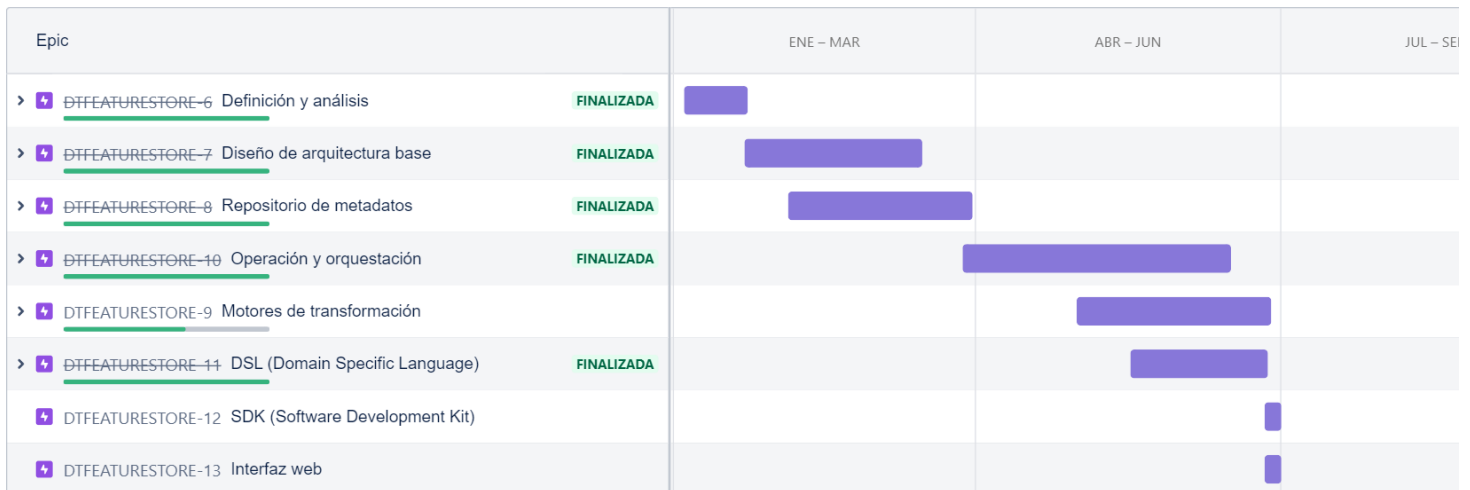 Epic ENE – MAR ABR – JUN JUL – SE
DTFEATURESTORE-6 Definición y análisis FINALIZADA
DTFEATURESTORE-7 Diseño de arquitectura base FINALIZADA
DTFEATURESTORE-8 Repositorio de metadatos FINALIZADA
DTFEATURESTORE-10 Operación y orquestación FINALIZADA
DTFEATURESTORE-9 Motores de transformación
DTFEATURESTORE-11 DSL (Domain Specific Language) FINALIZADA
DTFEATURESTORE-12 SDK (Software Development Kit)
DTFEATURESTORE-13 Interfaz web